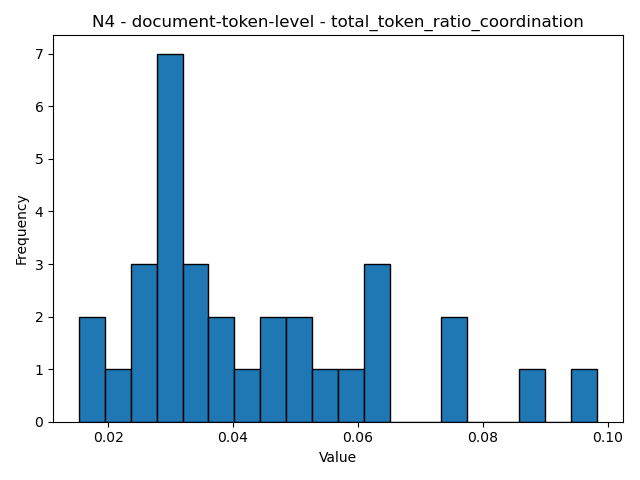 N4 - document-token-level - total_token_ratio_coordination
7
6
5
4
3
2
1
0
Frequency
0.02 0.04 0.06 0.08 0.10
Value